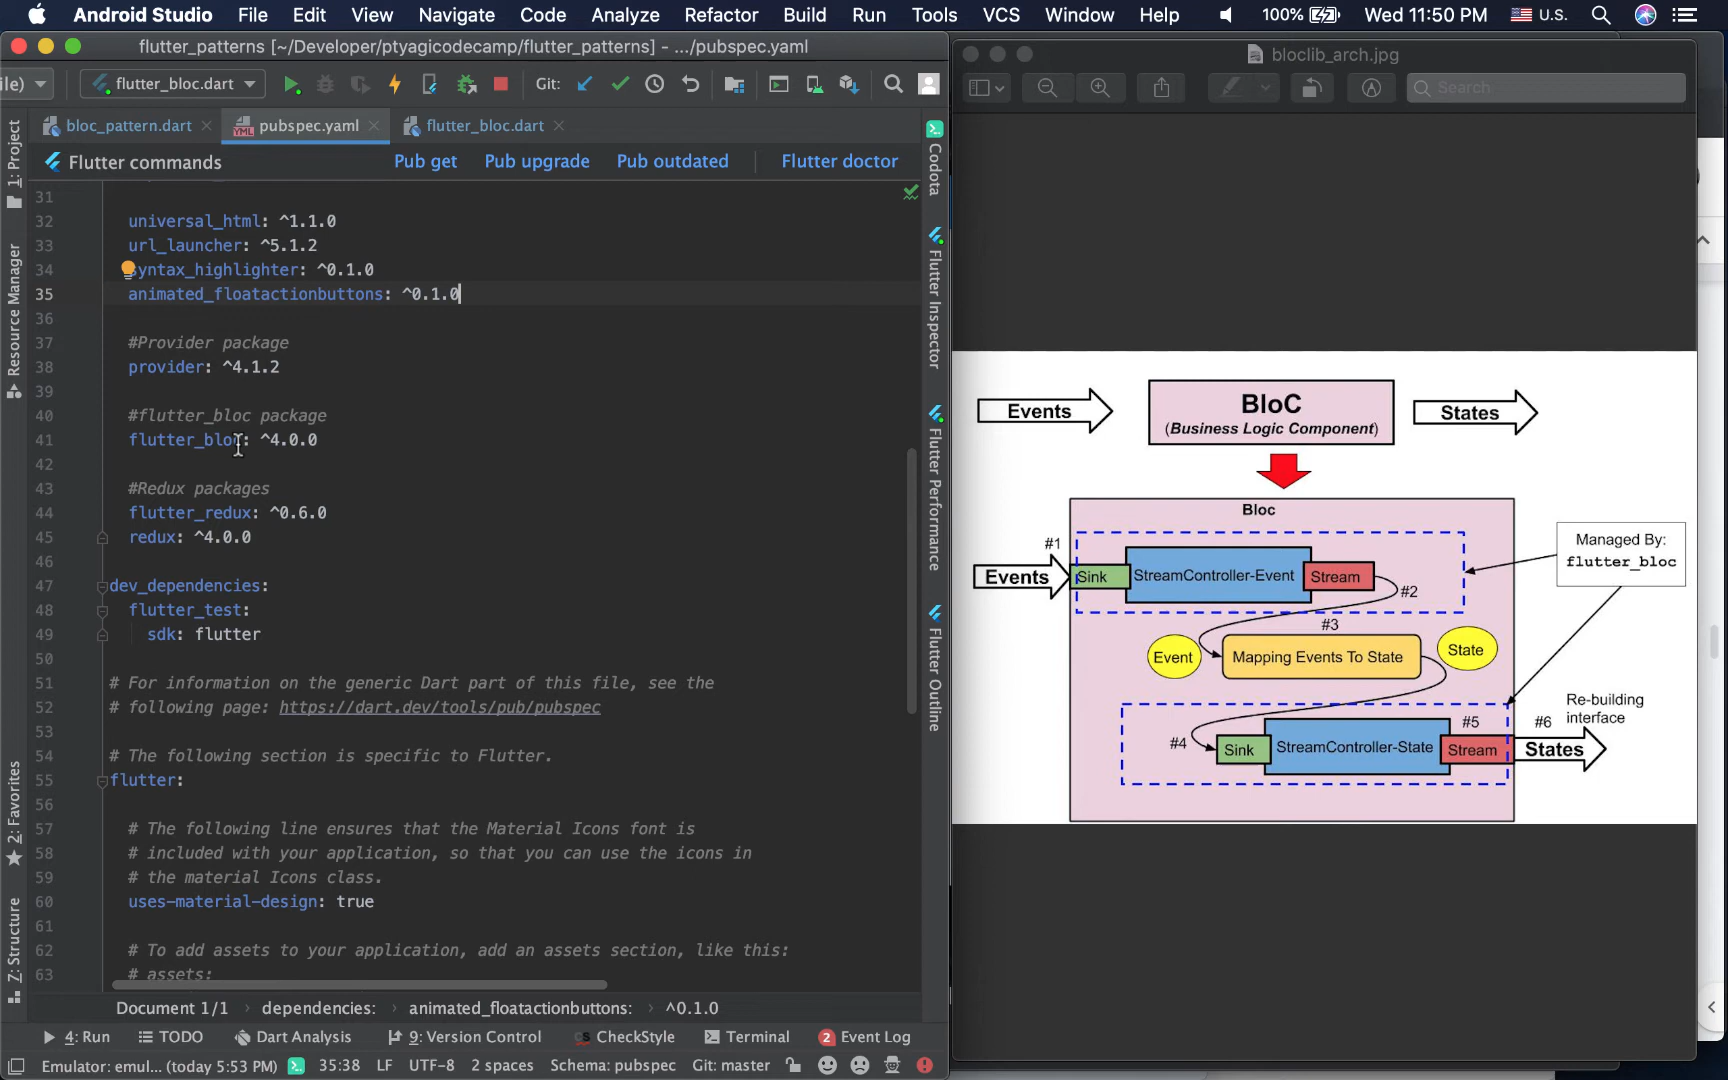 Android Studio File Edit View Navigate Code Analyze Refactor Build Run Tools VCS Window Help 100% Wed 11:50 PM U.S.
flutter_patterns [~/Developer/ptyagicodecamp/flutter_patterns] - .../pubspec.yaml
ile) flutter_bloc.dart Git:
bloc_pattern.dart pubspec.yaml flutter_bloc.dart
Flutter commands Pub get Pub upgrade Pub outdated Flutter doctor
31
32 universal_html: ^1.1.0
33 url_launcher: ^5.1.2
34 syntax_highlighter: ^0.1.0
35 animated_floatactionbuttons: ^0.1.0
36
37 #Provider package
38 provider: ^4.1.2
39
40 #flutter_bloc package
41 flutter_bloc: ^4.0.0
42
43 #Redux packages
44 flutter_redux: ^0.6.0
45 redux: ^4.0.0
46
47 dev_dependencies:
48 flutter_test:
49 sdk: flutter
50
51 # For information on the generic Dart part of this file, see the
52 # following page: https://dart.dev/tools/pub/pubspec
53
54 # The following section is specific to Flutter.
55 flutter:
56
57 # The following line ensures that the Material Icons font is
58 # included with your application, so that you can use the icons in
59 # the material Icons class.
60 uses-material-design: true
61
62 # To add assets to your application, add an assets section, like this:
63 # assets:
Document 1/1 dependencies: animated_floatactionbuttons: ^0.1.0
4: Run TODO Dart Analysis 9: Version Control CheckStyle Terminal 2 Event Log
Emulator: emul... (today 5:53 PM) 35:38 LF UTF-8 2 spaces Schema: pubspec Git: master
1: Project
Resource Manager
2: Favorites
Z: Structure
Codota
Flutter Inspector
Flutter Performance
Flutter Outline
bloclib_arch.jpg
Search
Events
BloC
(Business Logic Component)
States
Bloc
#1
Events
Sink
StreamController-Event
Stream
#2
Managed By:
flutter_bloc
#3
Event
Mapping Events To State
State
#4
Sink
StreamController-State
#5
Stream
#6
Re-building
interface
States